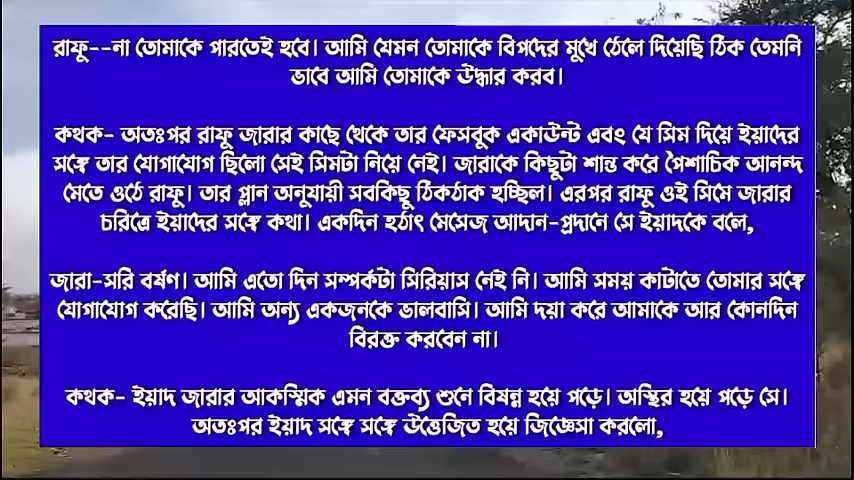 রাফু--না তোমাকে পারতেই হবে। আমি যেমন তোমাকে বিপদের মুখে ঠেলে দিয়েছি ঠিক তেমনি
ভাবে আমি তোমাকে উদ্ধার করব।
কথক- অতঃপর রাফু জারার কাছে থেকে তার ফেসবুক একাউন্ট এবং যে সিম দিয়ে ইয়াদের
সঙ্গে তার যোগাযোগ ছিলো সেই সিমটা নিয়ে নেই। জারাকে কিছুটা শান্ত করে পৈশাচিক আনন্দ
মেতে ওঠে রাফু। তার প্লান অনুযায়ী সবকিছু ঠিকঠাক হচ্ছিল। এরপর রাফু ওই সিমে জারার
চরিত্রে ইয়াদের সঙ্গে কথা। একদিন হঠাৎ মেসেজ আদান-প্রদানে সে ইয়াদকে বলে,
জারা-সরি বর্ষণ। আমি এতো দিন সম্পর্কটা সিরিয়াস নেই নি। আমি সময় কাটাতে তোমার সঙ্গে
যোগাযোগ করেছি। আমি অন্য একজনকে ভালবাসি। আমি দয়া করে আমাকে আর কোনদিন
বিরক্ত করবেন না।
কথক- ইয়াদ জারার আকস্মিক এমন বক্তব্য শুনে বিষন্ন হয়ে পড়ে। অস্থির হয়ে পড়ে সে।
অতঃপর ইয়াদ সঙ্গে সঙ্গে উত্তেজিত হয়ে জিজ্ঞেসা করলো,